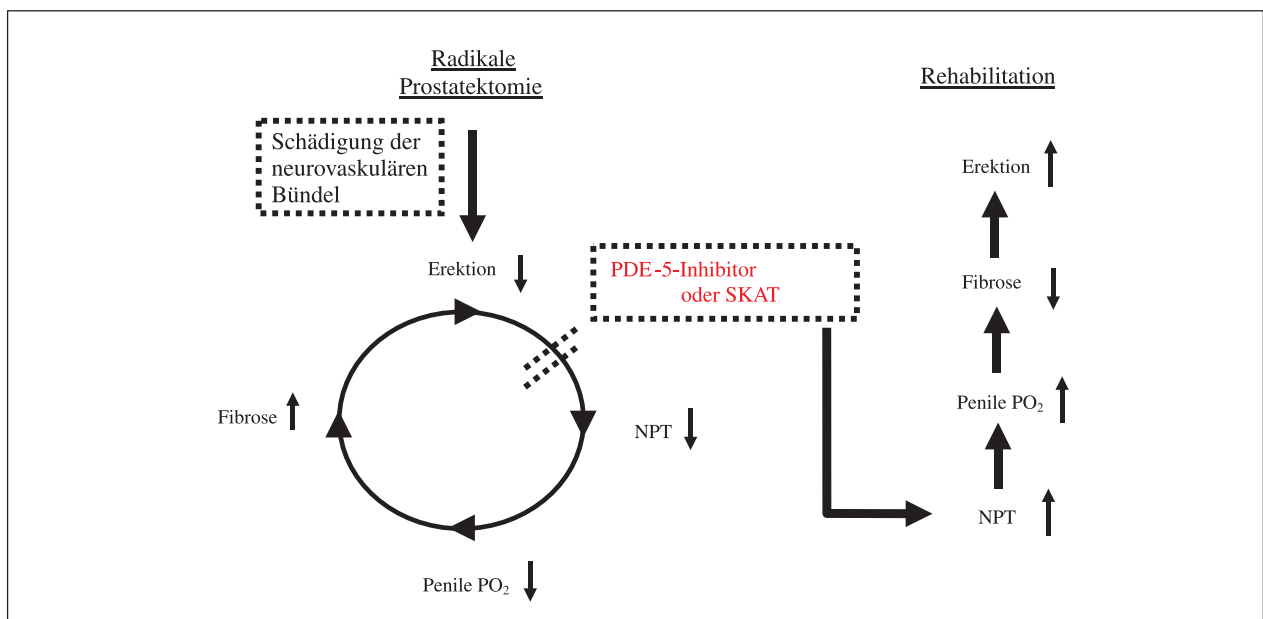 Radikale
Prostatektomie
Schädigung der
neurovaskulären
Bündel
Erektion
PDE-5-Inhibitor
oder SKAT
Fibrose
NPT
Penile PO₂
Rehabilitation
Erektion
Fibrose
Penile PO₂
NPT